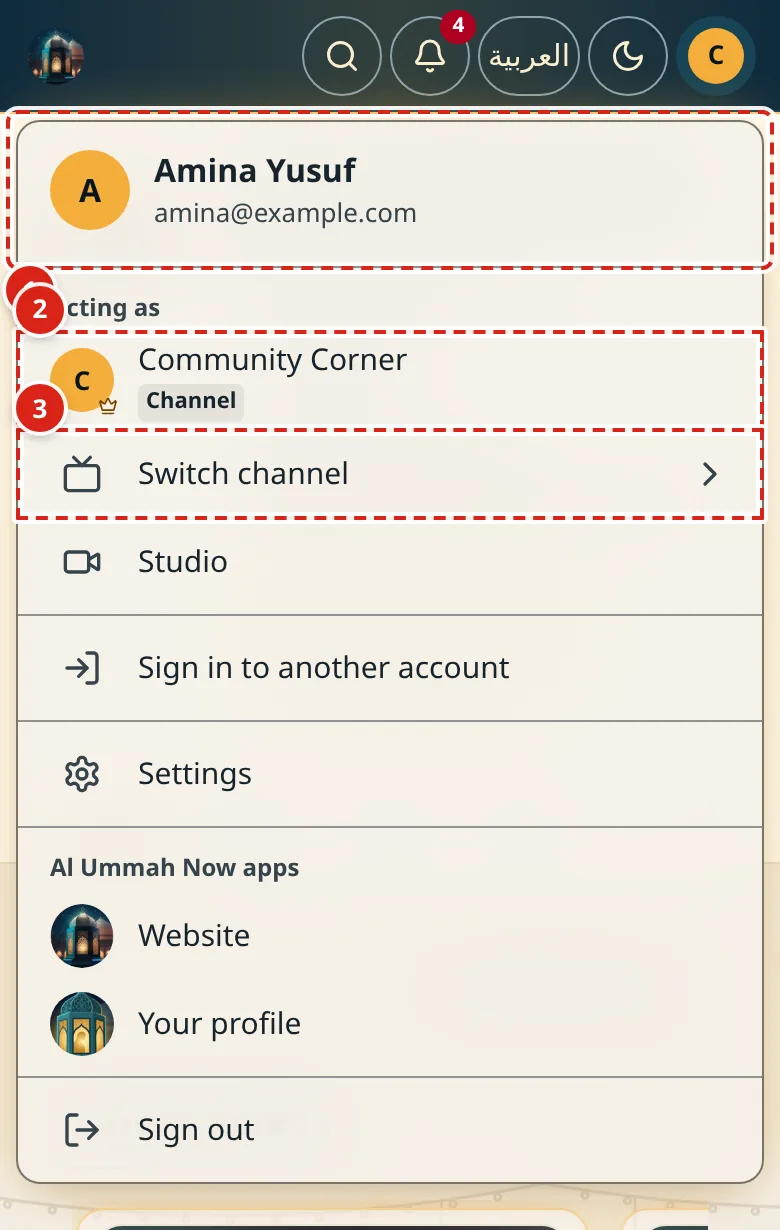 4
العربية
C
A
Amina Yusuf
amina@example.com
2
cting as
C
Community Corner
Channel
3
Switch channel
Studio
Sign in to another account
Settings
Al Ummah Now apps
Website
Your profile
Sign out